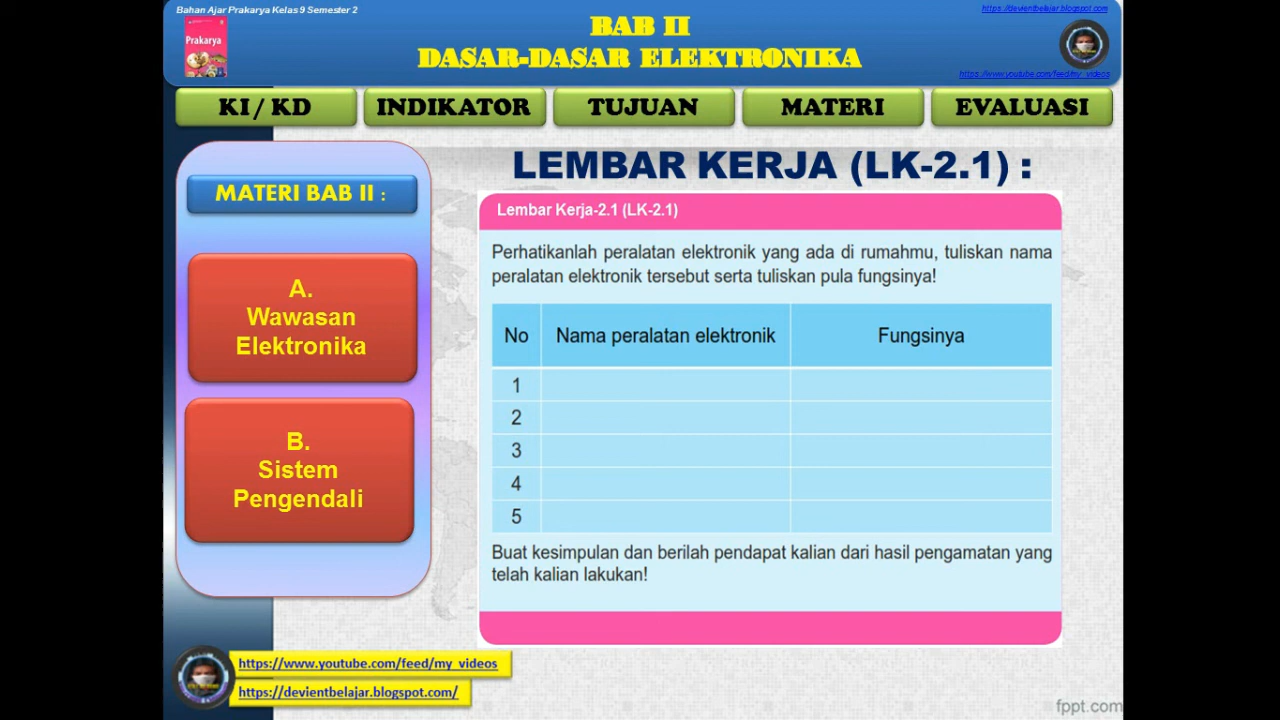 Bahan Ajar Prakarya Kelas 9 Semester 2
https://devientbelajar.blogspot.com
Prakarya
BAB II
DASAR-DASAR ELEKTRONIKA
https://www.youtube.com/feed/my_videos
KI / KD
INDIKATOR
TUJUAN
MATERI
EVALUASI
MATERI BAB II :
A.
Wawasan
Elektronika
B.
Sistem
Pengendali
LEMBAR KERJA (LK-2.1) :
Lembar Kerja-2.1 (LK-2.1)
Perhatikanlah peralatan elektronik yang ada di rumahmu, tuliskan nama
peralatan elektronik tersebut serta tuliskan pula fungsinya!
No Nama peralatan elektronik Fungsinya
1
2
3
4
5
Buat kesimpulan dan berilah pendapat kalian dari hasil pengamatan yang
telah kalian lakukan!
https://www.youtube.com/feed/my_videos
https://devientbelajar.blogspot.com/
fppt.com